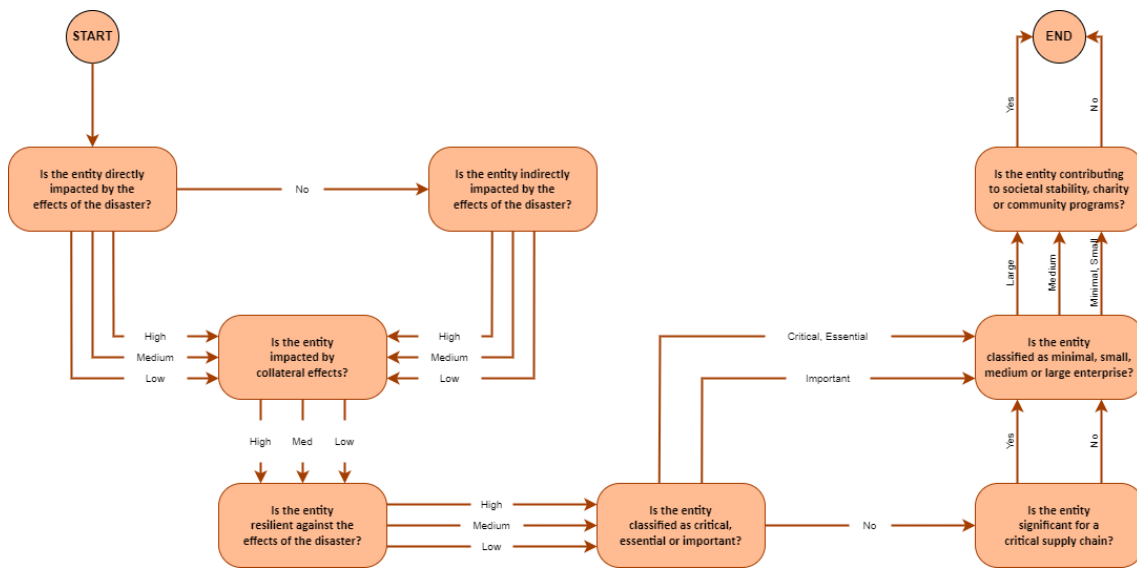 START
END
Is the entity directly
impacted by the
effects of the disaster?
No
Is the entity indirectly
impacted by the
effects of the disaster?
Yes
No
Is the entity contributing
to societal stability, charity
or community programs?
Large
Medium
Minimal, Small
High
Medium
Low
Is the entity
impacted by
collateral effects?
High
Medium
Low
Critical, Essential
Important
Is the entity
classified as minimal, small,
medium or large enterprise?
High
Med
Low
Yes
No
Is the entity
resilient against the
effects of the disaster?
High
Medium
Low
Is the entity
classified as critical,
essential or important?
No
Is the entity
significant for a
critical supply chain?